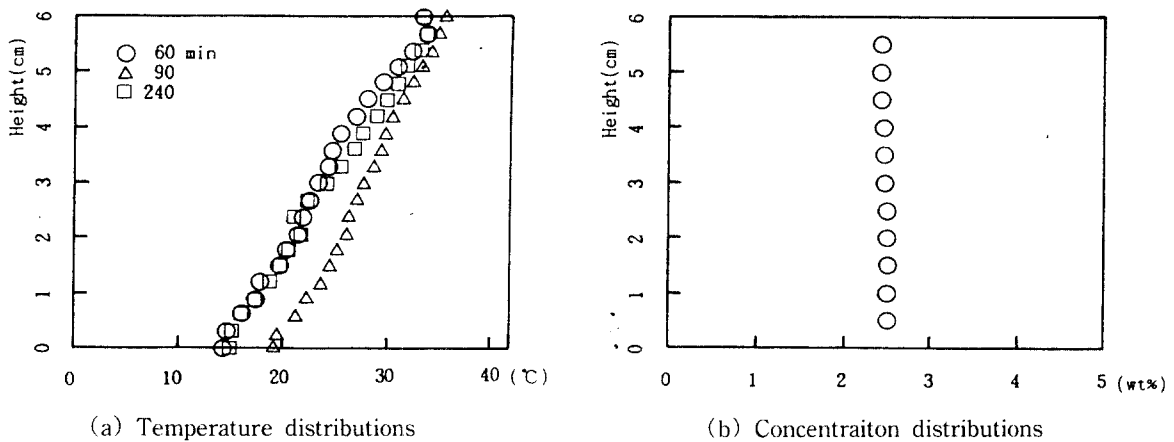 6
5
4
3
2
1
0
Height(cm)
60 min
90
240
0 10 20 30 40 (℃)
(a) Temperature distributions
6
5
4
3
2
1
0
Height(cm)
0 1 2 3 4 5 (wt%)
(b) Concentraiton distributions